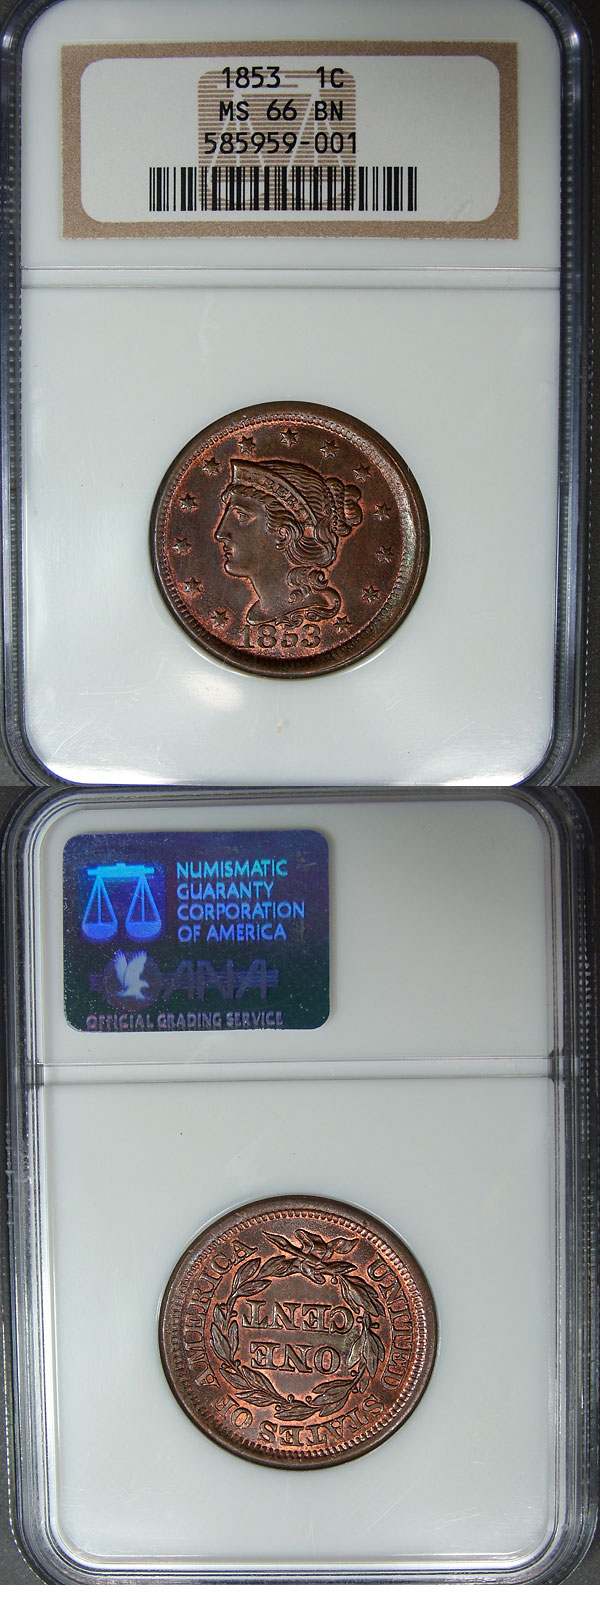 1853 1C
MS 66 BN
585959-001
1853
NUMISMATIC
GUARANTY
CORPORATION
OF AMERICA
ANA
OFFICIAL GRADING SERVICE
UNITED STATES OF AMERICA
ONE
CENT